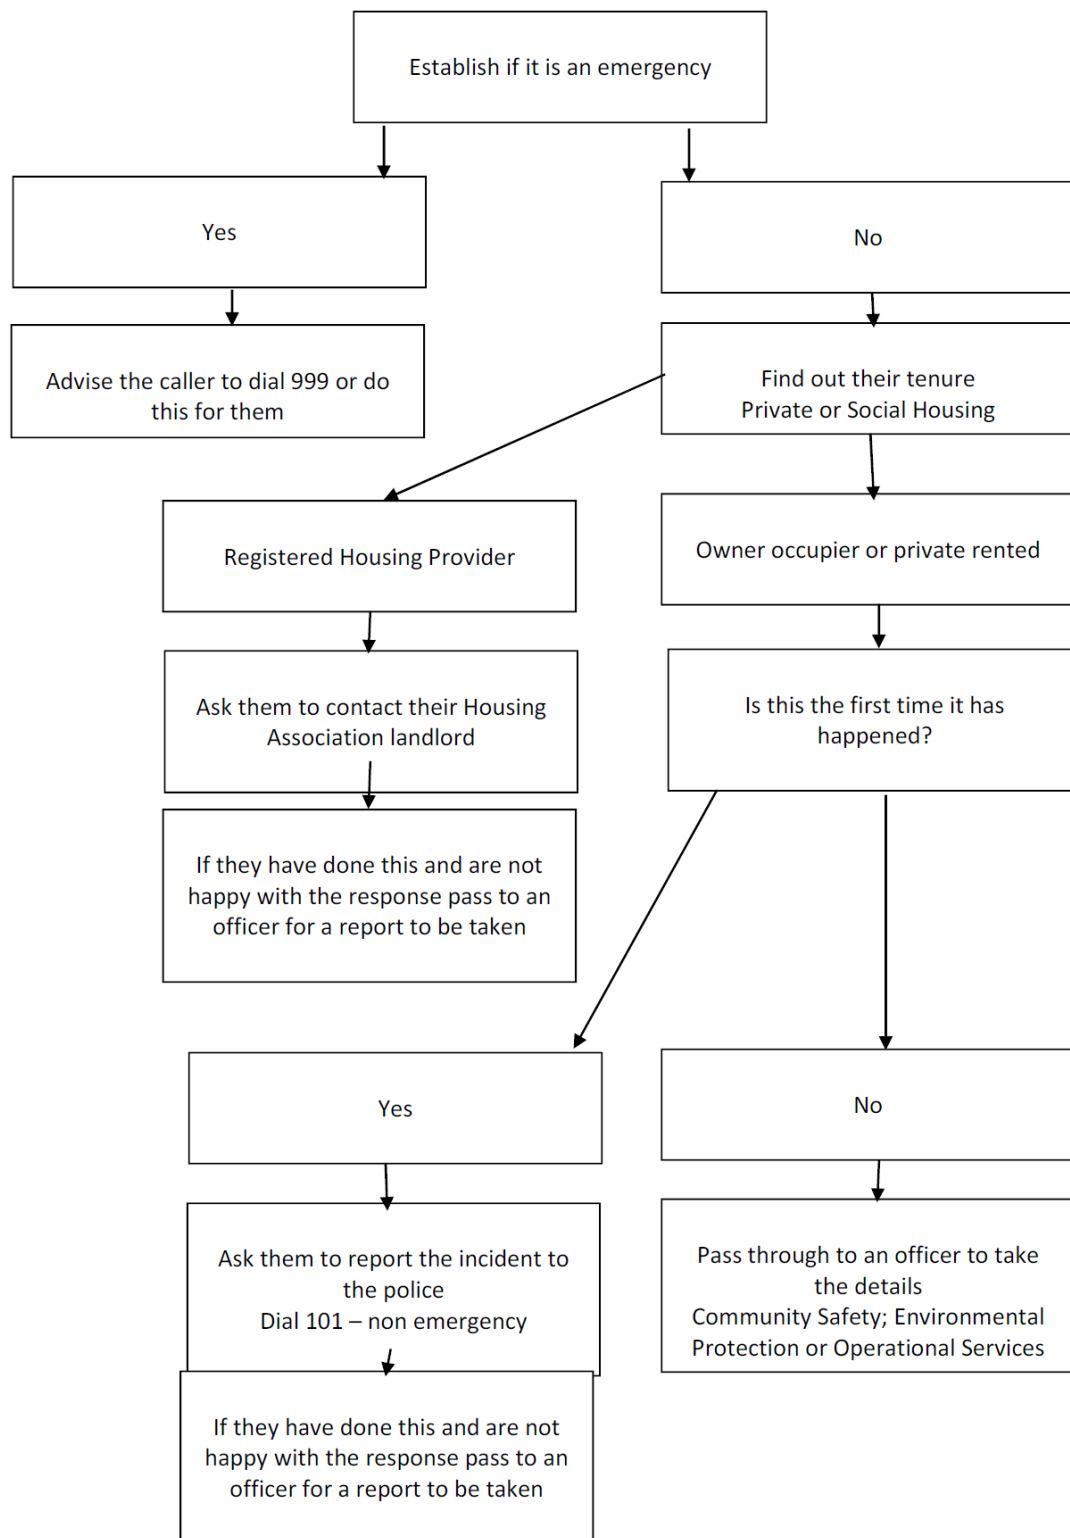 Establish if it is an emergency
Yes
No
Advise the caller to dial 999 or do
this for them
Find out their tenure
Private or Social Housing
Registered Housing Provider
Owner occupier or private rented
Ask them to contact their Housing
Association landlord
Is this the first time it has
happened?
If they have done this and are not
happy with the response pass to an
officer for a report to be taken
Yes
No
Ask them to report the incident to
the police
Dial 101 – non emergency
Pass through to an officer to take
the details
Community Safety; Environmental
Protection or Operational Services
If they have done this and are not
happy with the response pass to an
officer for a report to be taken